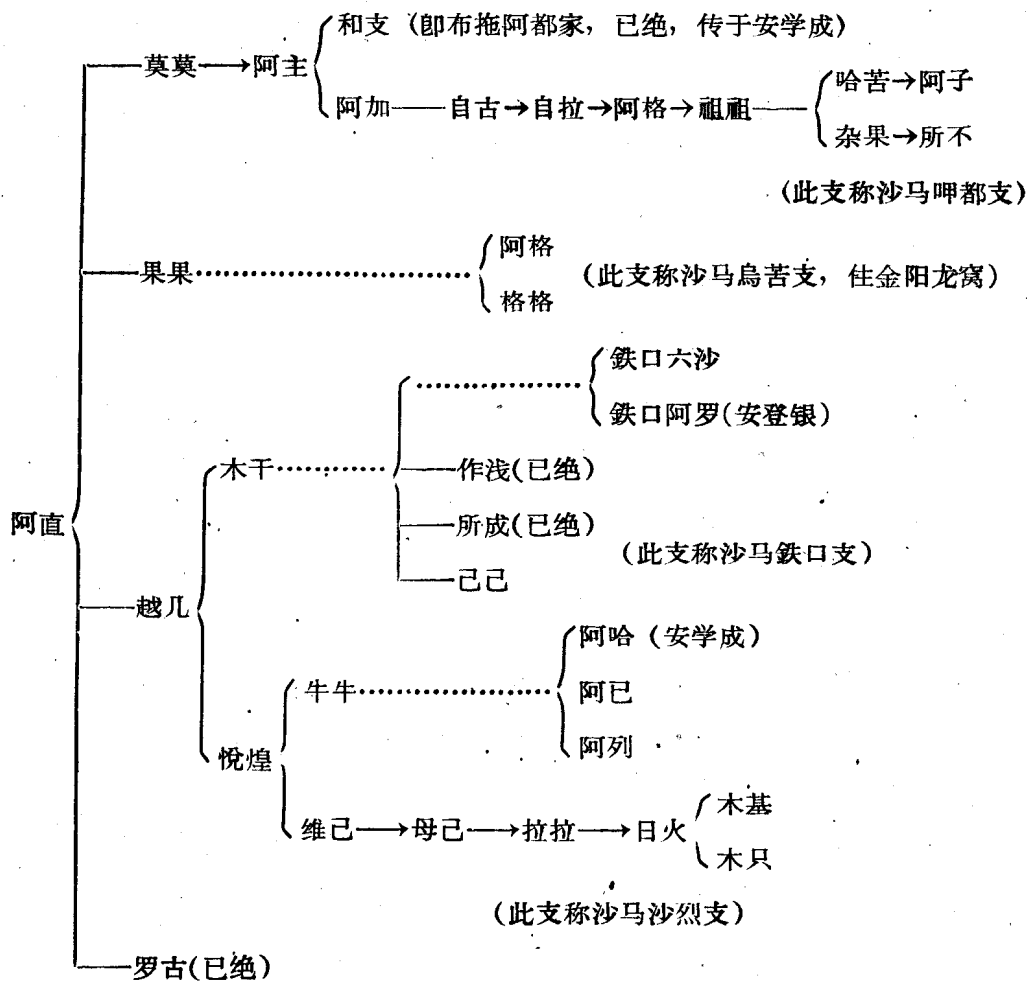 和支（即布拖阿都家，已绝，传于安学成）
莫莫→阿主
阿加——自古→自拉→阿格→祖祖——
哈苦→阿子
杂果→所不
(此支称沙马呷都支)
阿格
果果
格格
（此支称沙马烏苦支，住金阳龙窝）
鉄口六沙
鉄口阿罗(安登银)
木干
作浅(已绝)
所成(已绝)
阿直
（此支称沙马鉄口支）
己己
越几
阿哈（安学成）
牛牛
阿已
阿列
悦煌
维己→母己→拉拉→日火
木基
木只
(此支称沙马沙烈支)
罗古(已绝)